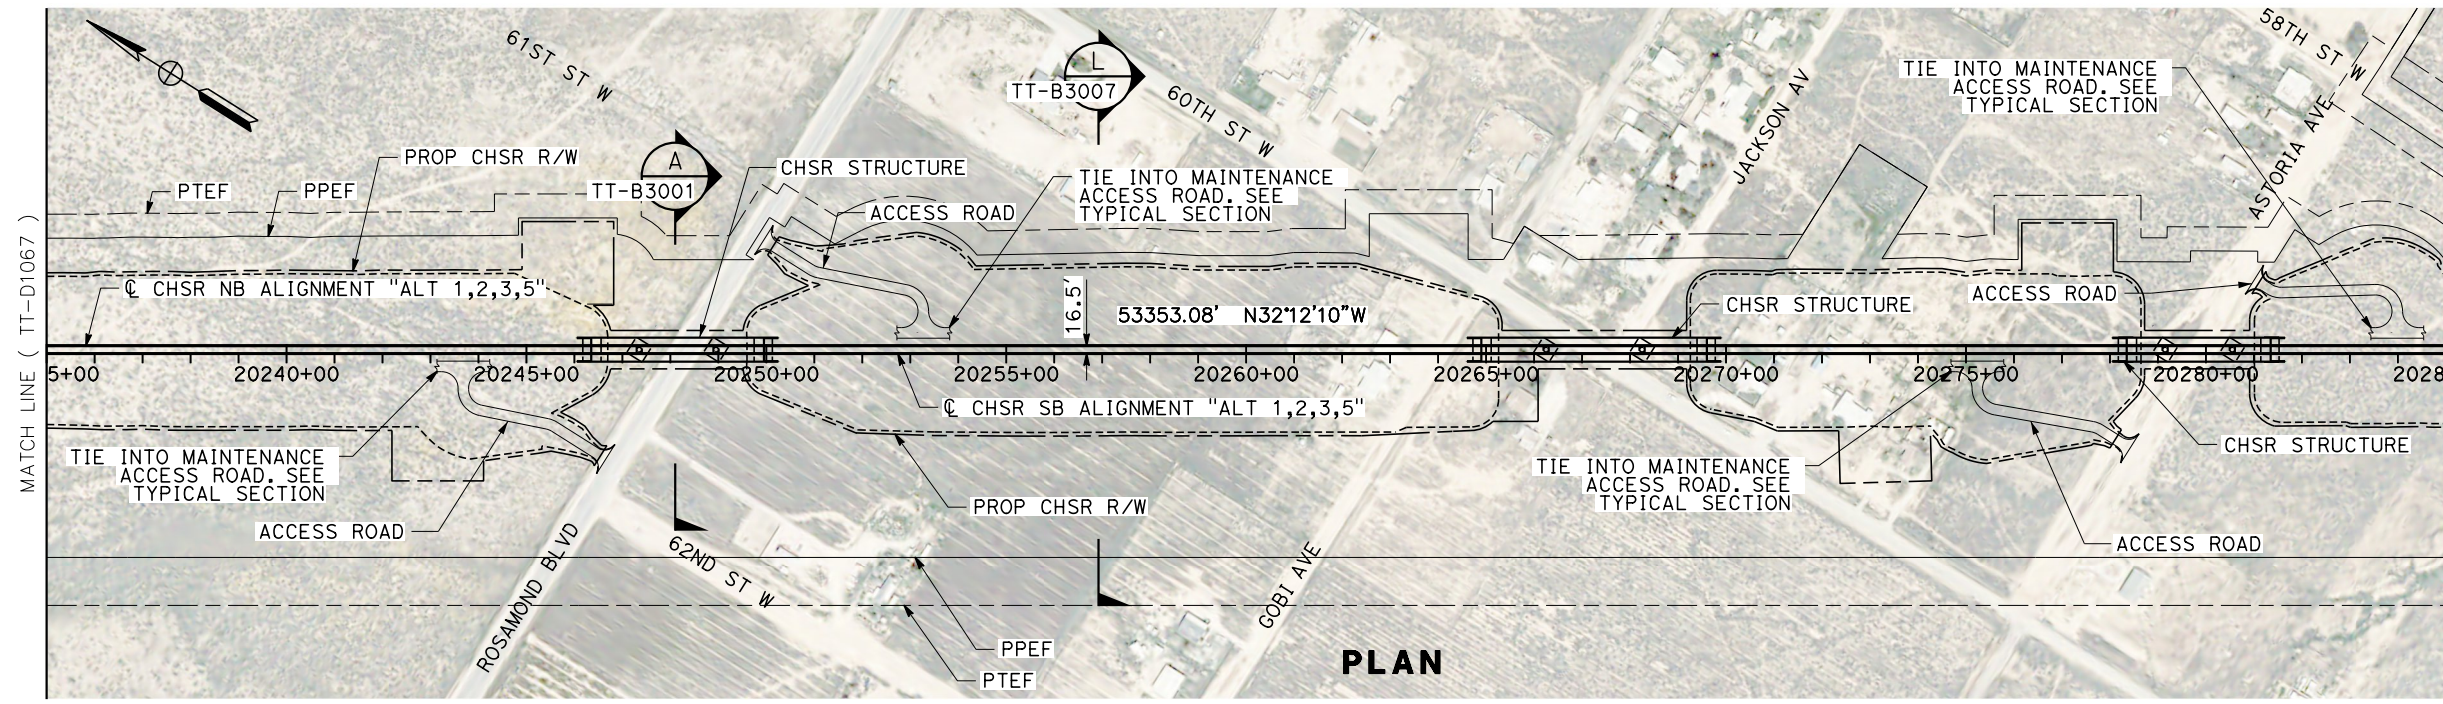 58TH ST W
61ST ST W
L
TT-B3007
60TH ST W
JACKSON AV
TIE INTO MAINTENANCE
ACCESS ROAD. SEE
TYPICAL SECTION
ASTORIA AVE
PROP CHSR R/W
A
TT-B3001
CHSR STRUCTURE
PTEF
PPEF
TIE INTO MAINTENANCE
ACCESS ROAD. SEE
TYPICAL SECTION
ACCESS ROAD
MATCH LINE ( TT-D1067 )
℄ CHSR NB ALIGNMENT "ALT 1,2,3,5"
16.5'
53353.08' N32°12'10"W
CHSR STRUCTURE
ACCESS ROAD
5+00
20240+00
20245+00
20250+00
20255+00
20260+00
20265+00
20270+00
20275+00
20280+00
2028
℄ CHSR SB ALIGNMENT "ALT 1,2,3,5"
TIE INTO MAINTENANCE
ACCESS ROAD. SEE
TYPICAL SECTION
ACCESS ROAD
PROP CHSR R/W
TIE INTO MAINTENANCE
ACCESS ROAD. SEE
TYPICAL SECTION
CHSR STRUCTURE
ACCESS ROAD
ROSAMOND BLVD
62ND ST W
GOBI AVE
PPEF
PTEF
PLAN